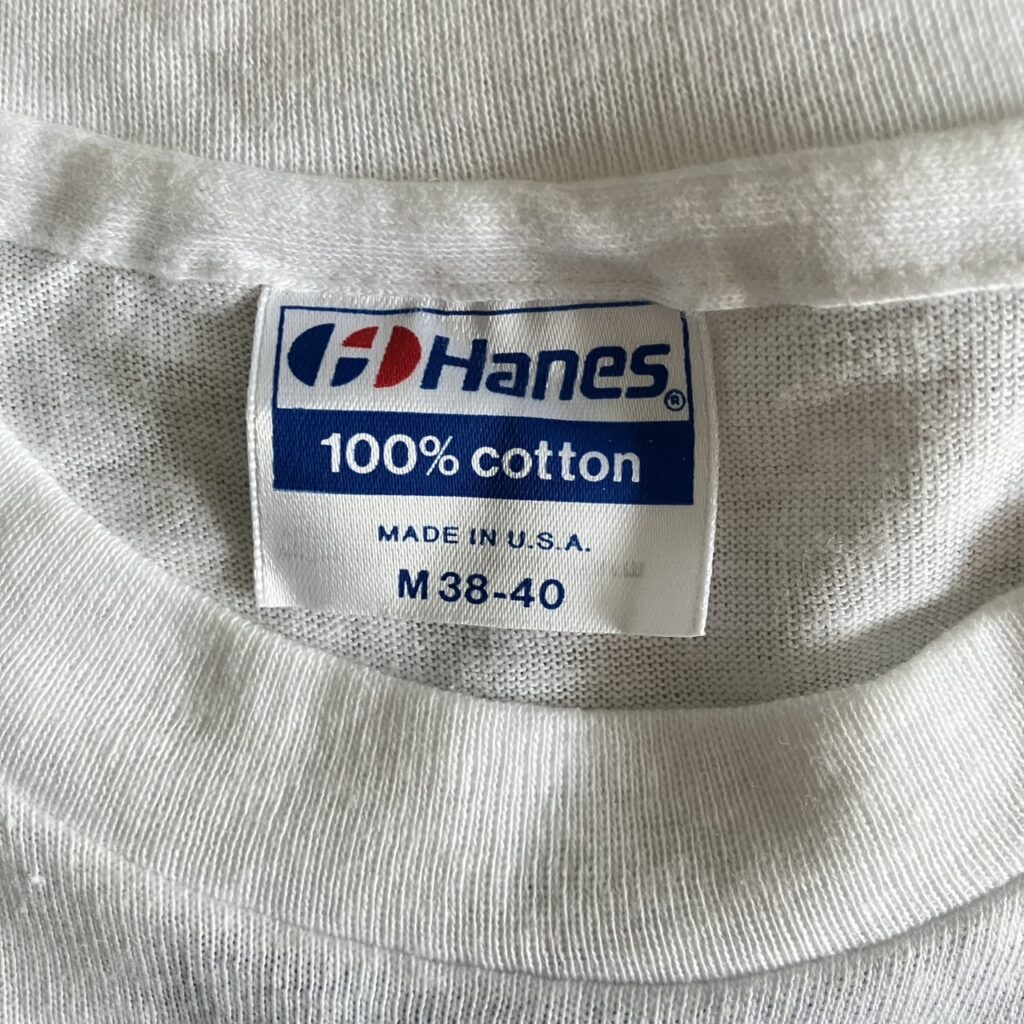 Hanes®
100% cotton
MADE IN U.S.A.
M 38-40